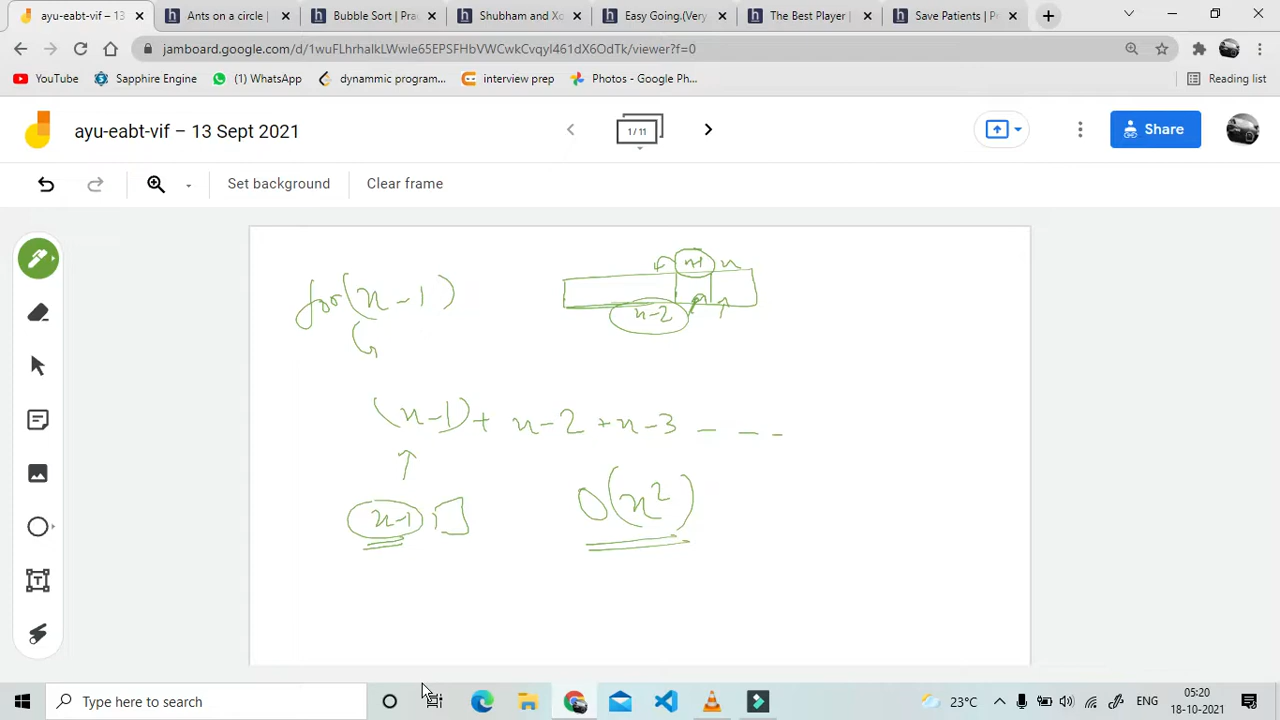 ayu-eabt-vif – 13
Ants on a circle |
Bubble Sort | Pra
Shubham and Xo
Easy Going.(Very
The Best Player |
Save Patients | Pr
jamboard.google.com/d/1wuFLhrhalkLWwle65EPSFHbVWCwkCvqyl461dX6OdTk/viewer?f=0
YouTube
Sapphire Engine
(1) WhatsApp
dynammic program...
interview prep
Photos - Google Ph...
Reading list
ayu-eabt-vif – 13 Sept 2021
1 / 11
Share
Set background
Clear frame
for(n-1)
n-1 n
n-2
(n-1) + n-2 + n-3 - - -
n-1
O(n²)
Type here to search
23°C
ENG
05:20
18-10-2021